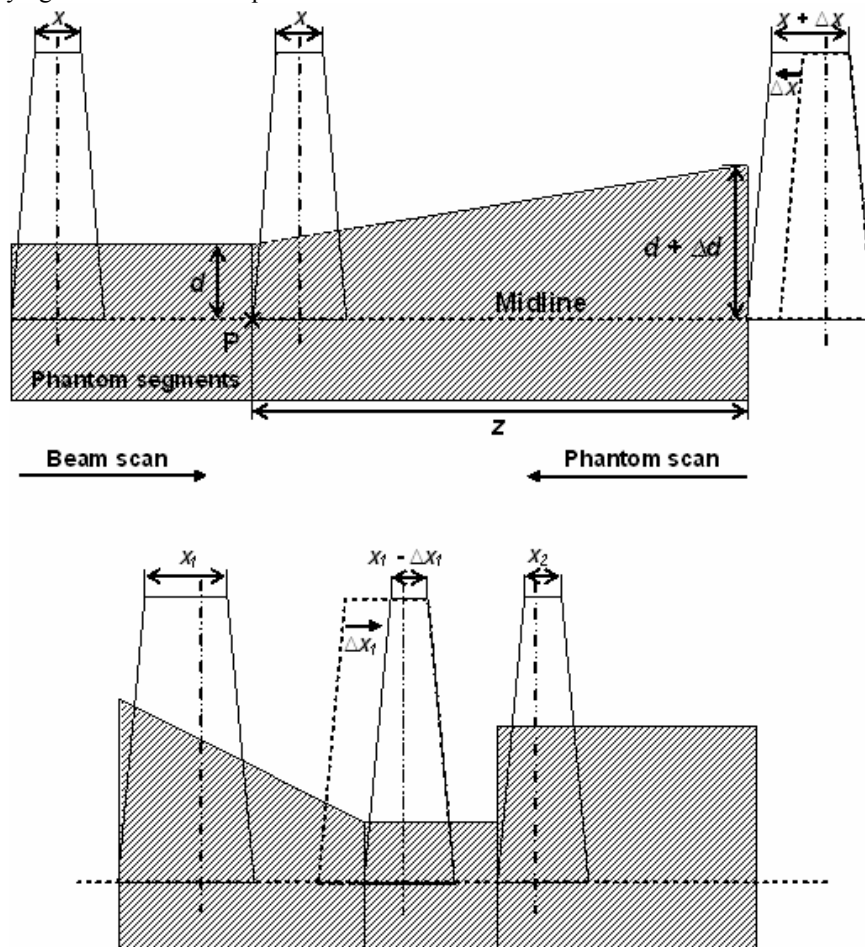 x
x
x + Δx
Δx
d
d + Δd
Midline
P
Phantom segments
z
Beam scan
Phantom scan
x₁
x₁ - Δx₁
x₂
Δx₁